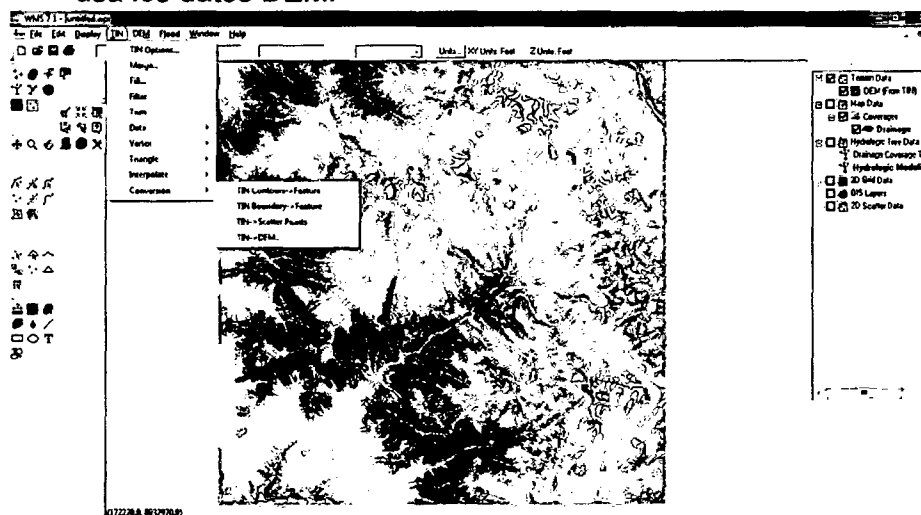 usa los datos DEM.
WMS 7.1 - [untitled.wpr
File Edit Display TIN DEM Flood Window Help
Units... XY Units: Feet Z Units: Feet
TIN Options...
Merge...
Fill...
Filter
Trim
Data
Vertex
Triangle
Interpolate
Conversion
TIN Contours->Feature
TIN Boundary->Feature
TIN->Scatter Points
TIN->DEM...
Terrain Data
DEM (From TIN)
Map Data
Coverages
Drainage
Hydrologic Tree Data
Drainage Coverage T
Hydrologic Modeli
2D Grid Data
GIS Layers
2D Scatter Data